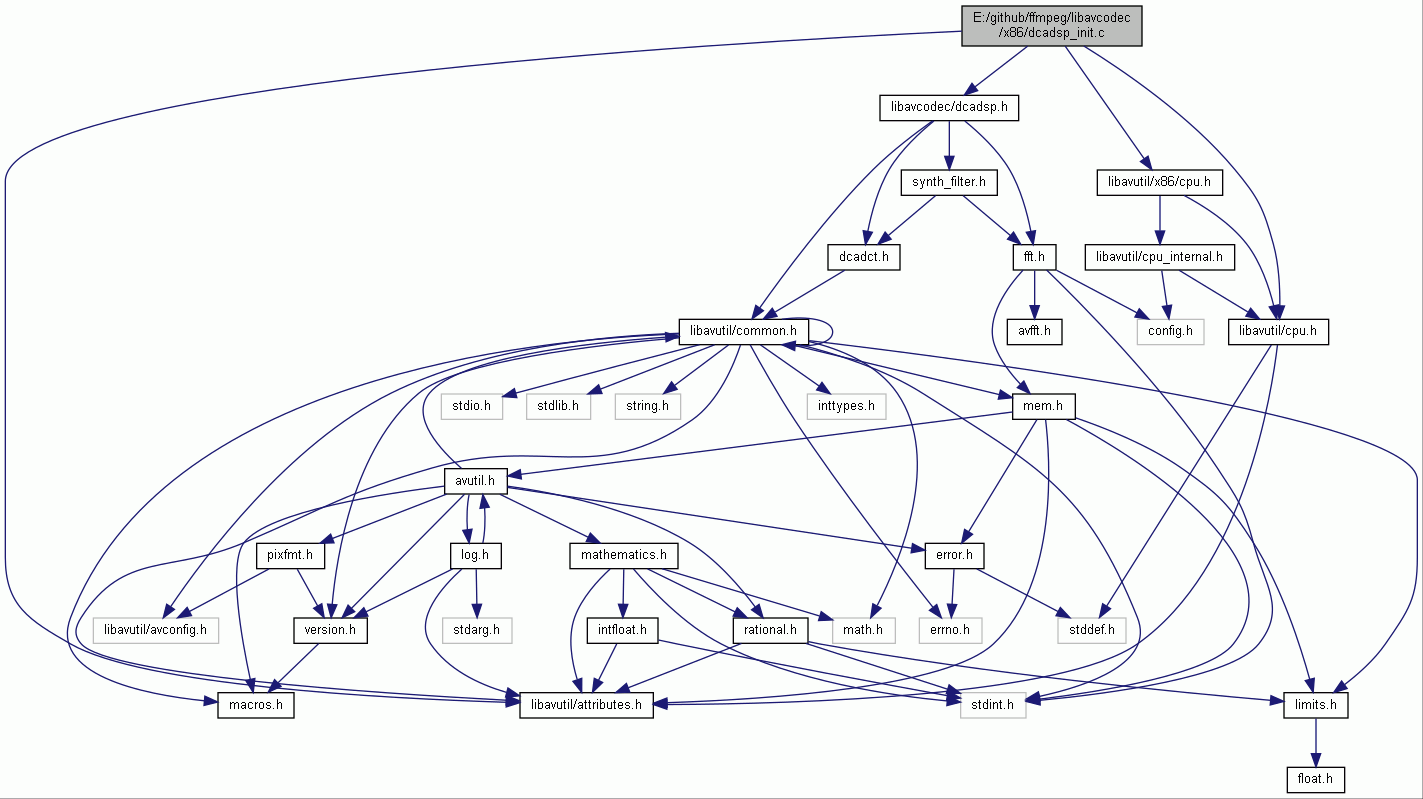 E:/github/ffmpeg/libavcodec
/x86/dcadsp_init.c
libavcodec/dcadsp.h
synth_filter.h
libavutil/x86/cpu.h
dcadct.h
fft.h
libavutil/cpu_internal.h
libavutil/common.h
avfft.h
config.h
libavutil/cpu.h
stdio.h
stdlib.h
string.h
inttypes.h
mem.h
avutil.h
pixfmt.h
log.h
mathematics.h
error.h
libavutil/avconfig.h
version.h
stdarg.h
intfloat.h
rational.h
math.h
errno.h
stddef.h
macros.h
libavutil/attributes.h
stdint.h
limits.h
float.h